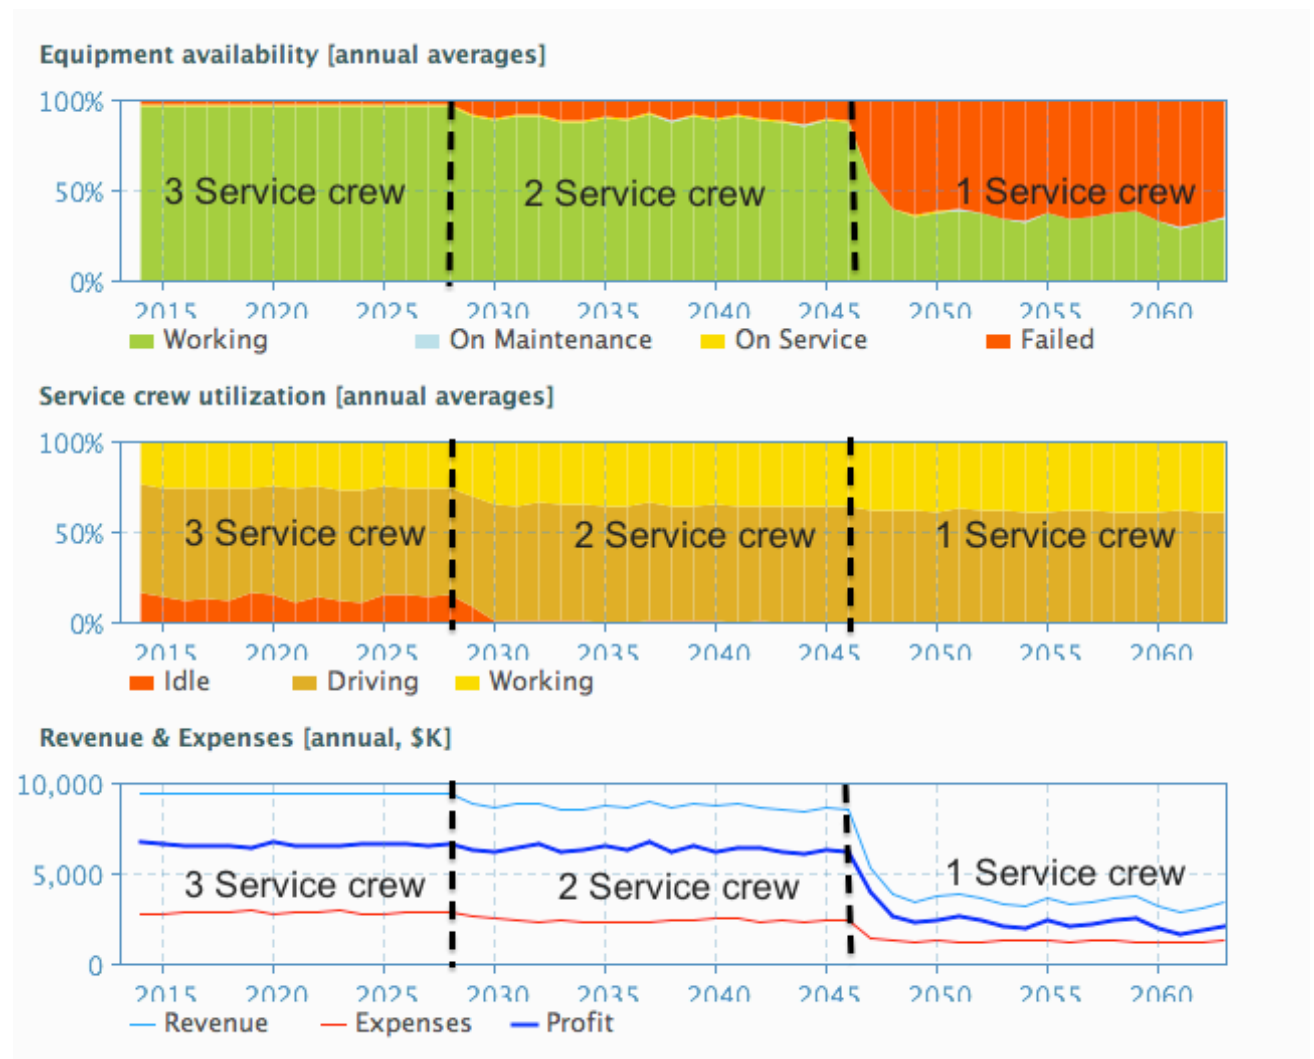 Equipment availability [annual averages]
100%
3 Service crew 2 Service crew 1 Service crew
50%
0%
2015 2020 2025 2030 2035 2040 2045 2050 2055 2060
Working On Maintenance On Service Failed
Service crew utilization [annual averages]
100%
3 Service crew 2 Service crew 1 Service crew
50%
0%
2015 2020 2025 2030 2035 2040 2045 2050 2055 2060
Idle Driving Working
Revenue & Expenses [annual, $K]
10,000
5,000
3 Service crew 2 Service crew 1 Service crew
0
2015 2020 2025 2030 2035 2040 2045 2050 2055 2060
Revenue Expenses Profit